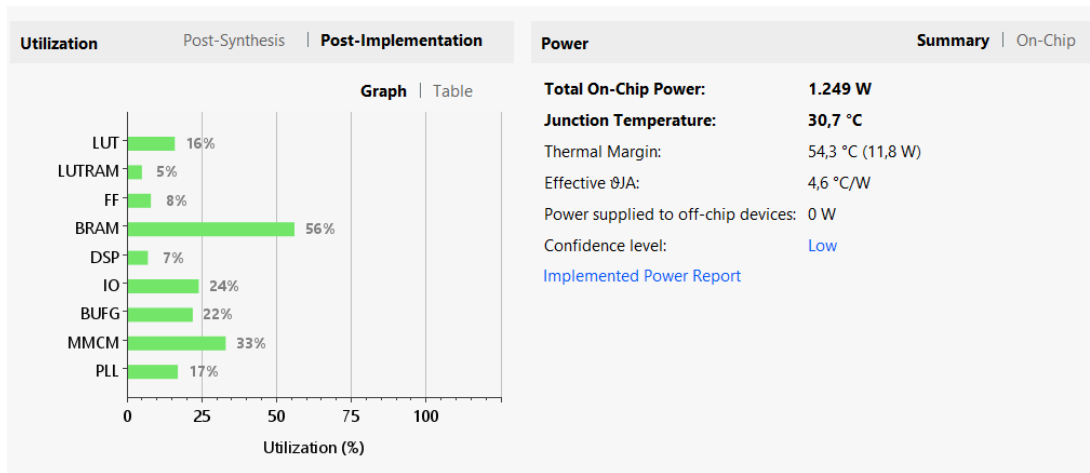 Utilization Post-Synthesis | Post-Implementation
Graph | Table
LUT 16%
LUTRAM 5%
FF 8%
BRAM 56%
DSP 7%
IO 24%
BUFG 22%
MMCM 33%
PLL 17%
0 25 50 75 100
Utilization (%)
Power Summary | On-Chip
Total On-Chip Power: 1.249 W
Junction Temperature: 30,7 °C
Thermal Margin: 54,3 °C (11,8 W)
Effective ϑJA: 4,6 °C/W
Power supplied to off-chip devices: 0 W
Confidence level: Low
Implemented Power Report